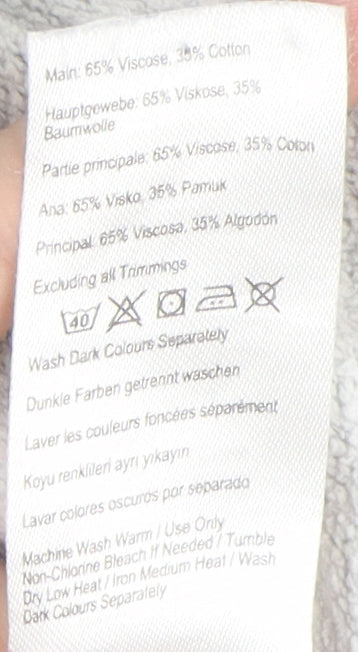 Main: 65% Viscose, 35% Cotton
Hauptgewebe: 65% Viskose, 35%
Baumwolle
Partie principale: 65% Viscose, 35% Coton
Ana: 65% Visko, 35% Pamuk
Principal: 65% Viscosa, 35% Algodón
Excluding all Trimmings
40
Wash Dark Colours Separately
Dunkle Farben getrennt waschen
Laver les couleurs foncées séparément
Koyu renklileri ayrı yıkayın
Lavar colores oscuros por separado
Machine Wash Warm / Use Only
Non-Chlorine Bleach If Needed / Tumble
Dry Low Heat / Iron Medium Heat / Wash
Dark Colours Separately